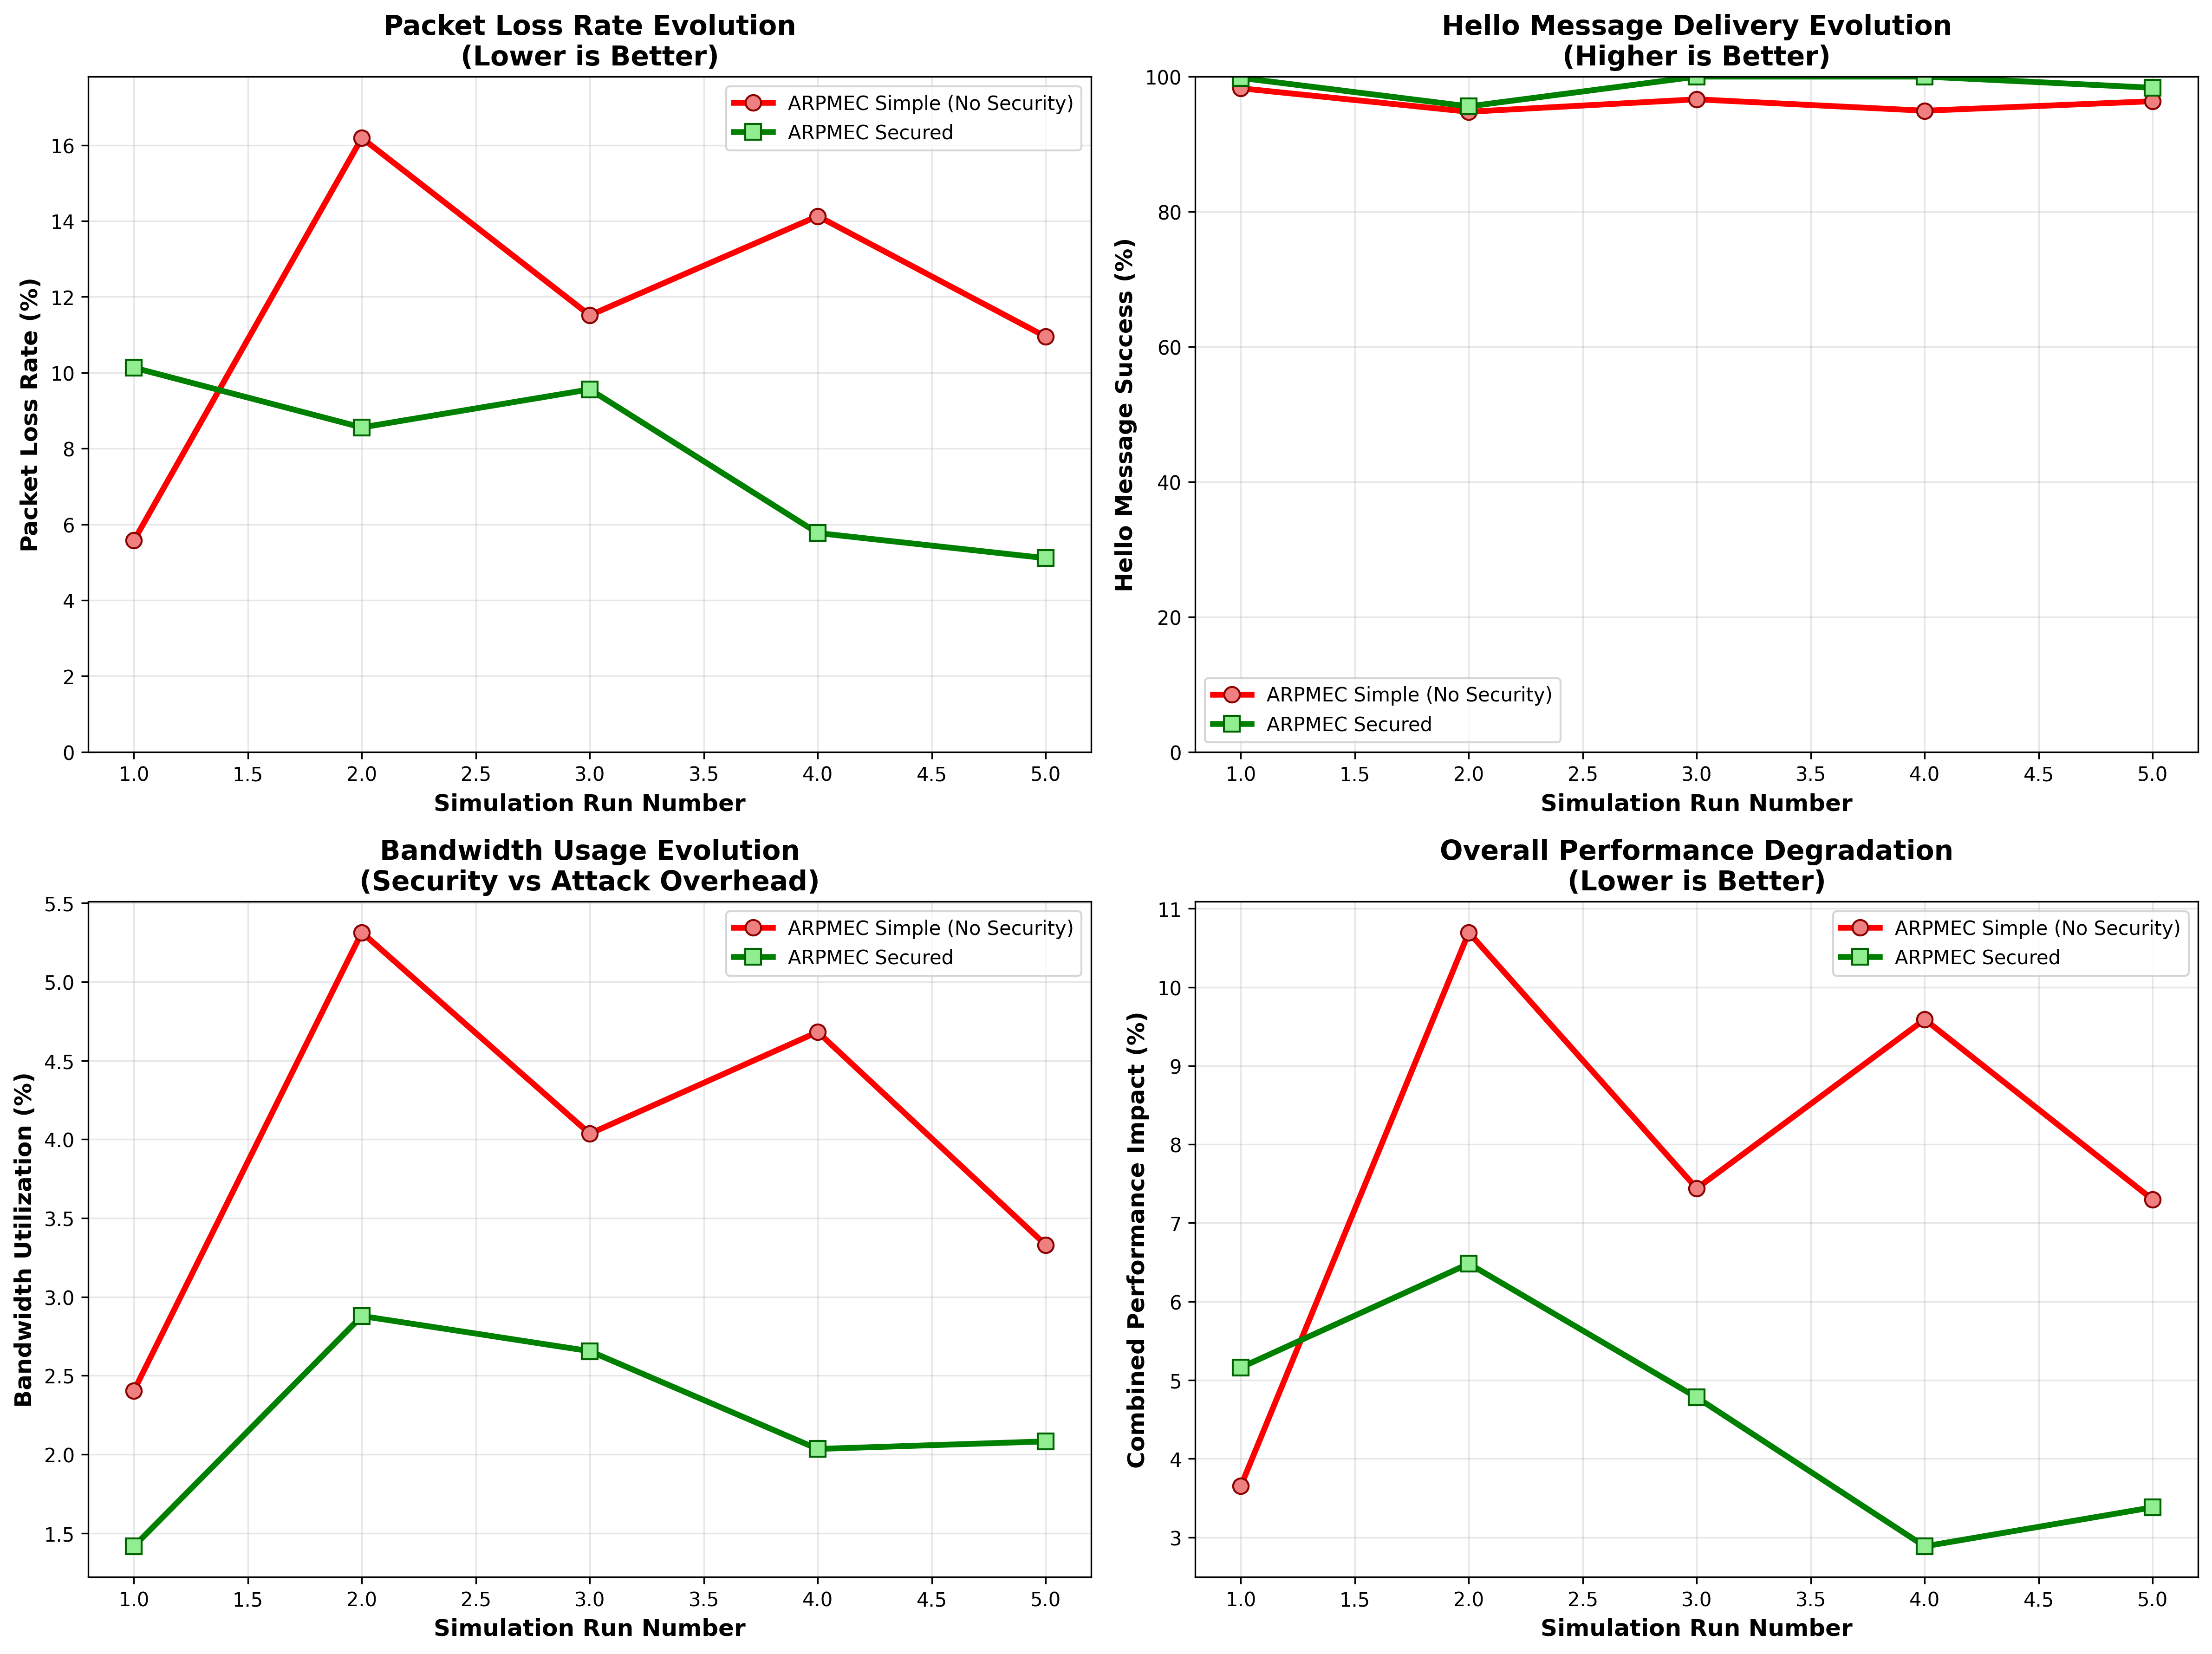 Packet Loss Rate Evolution
(Lower is Better)
Packet Loss Rate (%)
16
14
12
10
8
6
4
2
0
ARPMEC Simple (No Security)
ARPMEC Secured
1.0 1.5 2.0 2.5 3.0 3.5 4.0 4.5 5.0
Simulation Run Number
Hello Message Delivery Evolution
(Higher is Better)
Hello Message Success (%)
100
80
60
40
20
0
ARPMEC Simple (No Security)
ARPMEC Secured
1.0 1.5 2.0 2.5 3.0 3.5 4.0 4.5 5.0
Simulation Run Number
Bandwidth Usage Evolution
(Security vs Attack Overhead)
Bandwidth Utilization (%)
5.5
5.0
4.5
4.0
3.5
3.0
2.5
2.0
1.5
ARPMEC Simple (No Security)
ARPMEC Secured
1.0 1.5 2.0 2.5 3.0 3.5 4.0 4.5 5.0
Simulation Run Number
Overall Performance Degradation
(Lower is Better)
Combined Performance Impact (%)
11
10
9
8
7
6
5
4
3
ARPMEC Simple (No Security)
ARPMEC Secured
1.0 1.5 2.0 2.5 3.0 3.5 4.0 4.5 5.0
Simulation Run Number